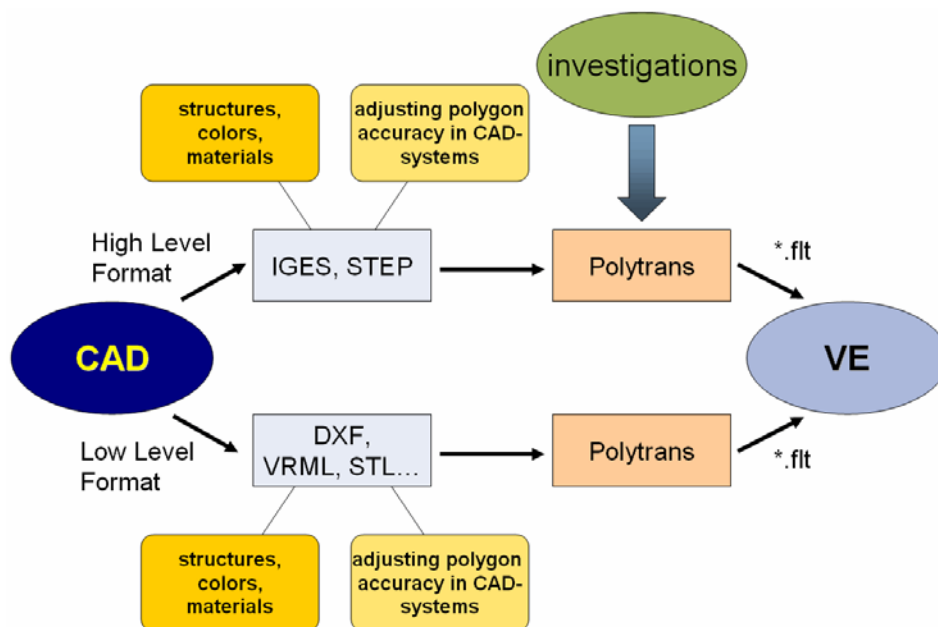 investigations
structures,
colors,
materials
adjusting polygon
accuracy in CAD-
systems
High Level
Format
IGES, STEP
Polytrans
*.flt
CAD
VE
Low Level
Format
DXF,
VRML, STL...
Polytrans
*.flt
structures,
colors,
materials
adjusting polygon
accuracy in CAD-
systems